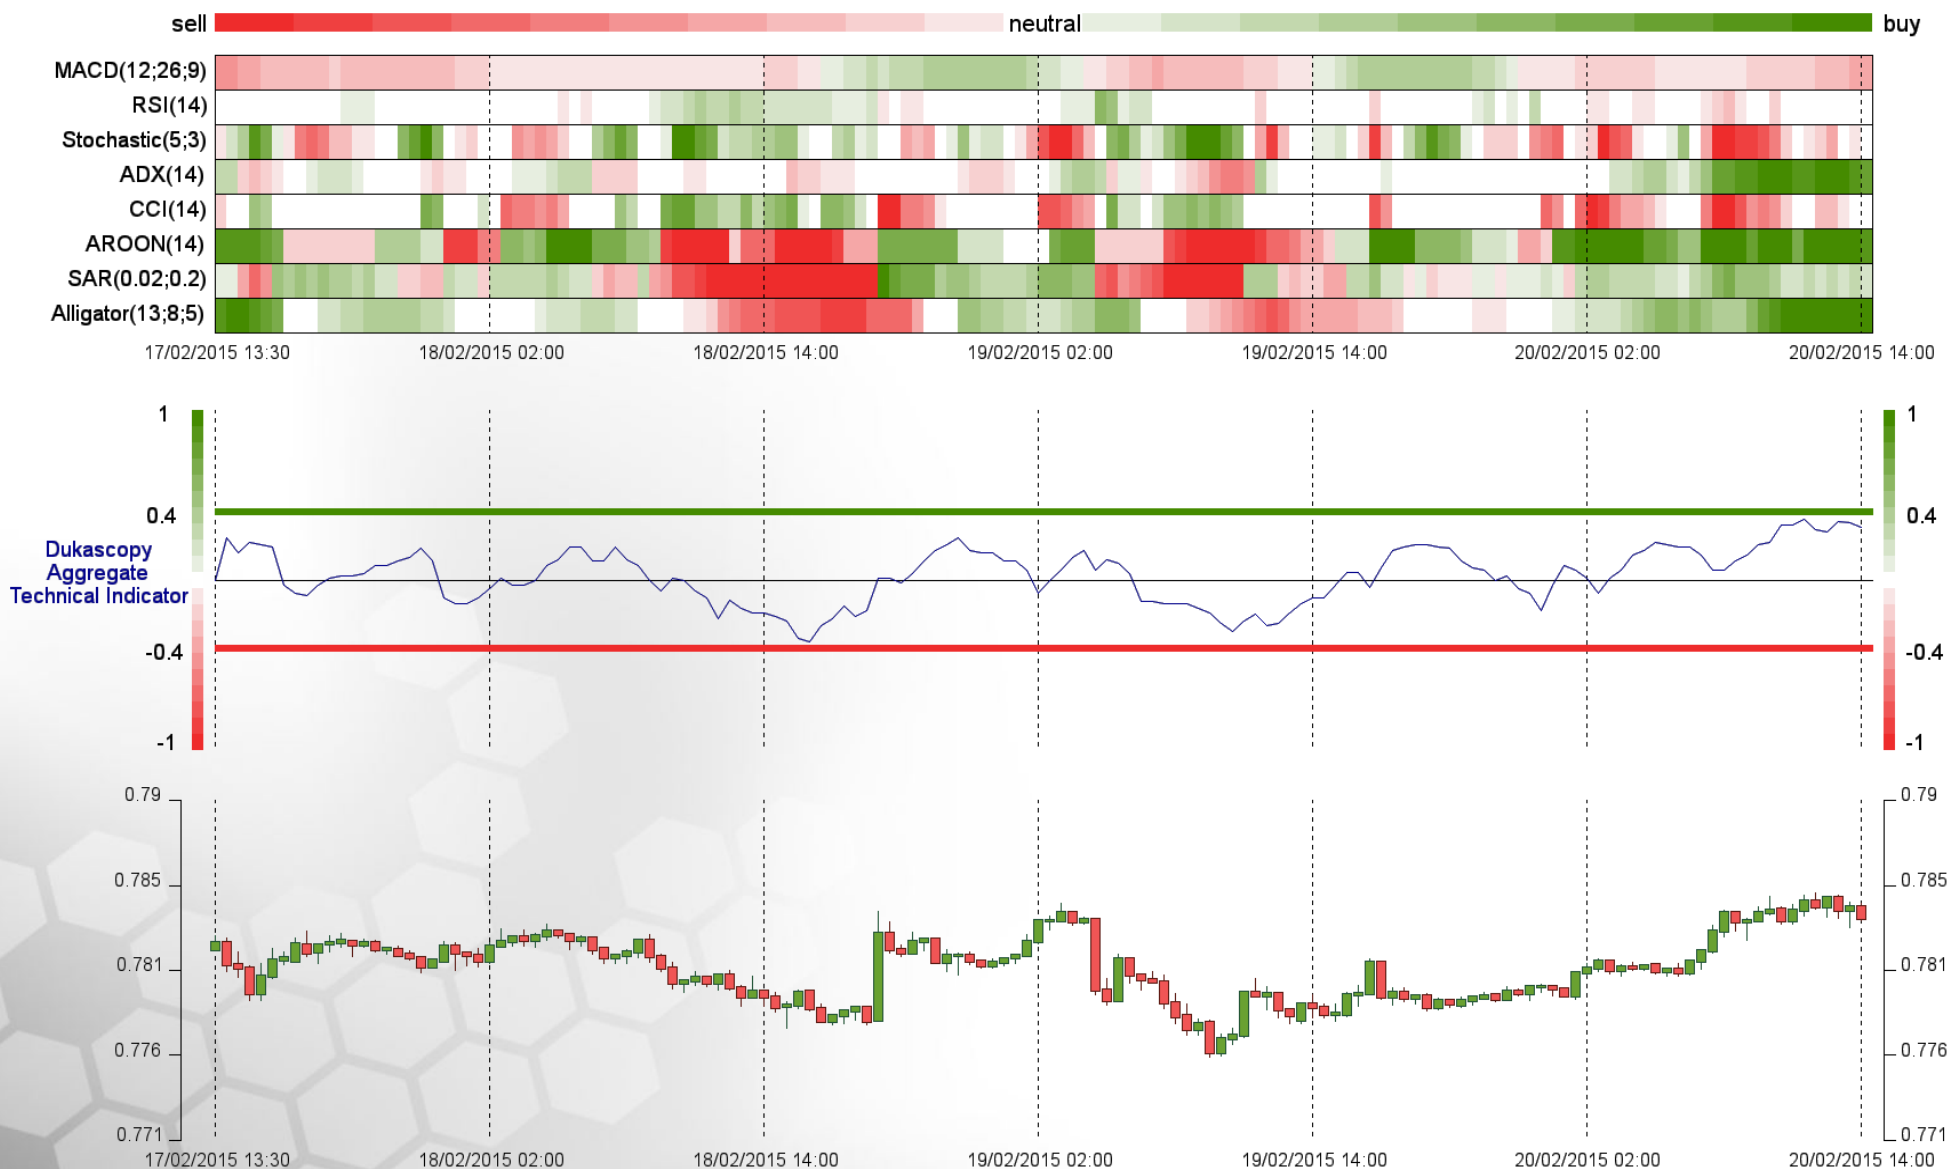 sell neutral buy
MACD(12;26;9)
RSI(14)
Stochastic(5;3)
ADX(14)
CCI(14)
AROON(14)
SAR(0.02;0.2)
Alligator(13;8;5)
17/02/2015 13:30 18/02/2015 02:00 18/02/2015 14:00 19/02/2015 02:00 19/02/2015 14:00 20/02/2015 02:00 20/02/2015 14:00
1 1
0.4 0.4
Dukascopy
Aggregate
Technical Indicator
-0.4 -0.4
-1 -1
0.79 0.79
0.785 0.785
0.781 0.781
0.776 0.776
0.771 0.771
17/02/2015 13:30 18/02/2015 02:00 18/02/2015 14:00 19/02/2015 02:00 19/02/2015 14:00 20/02/2015 02:00 20/02/2015 14:00